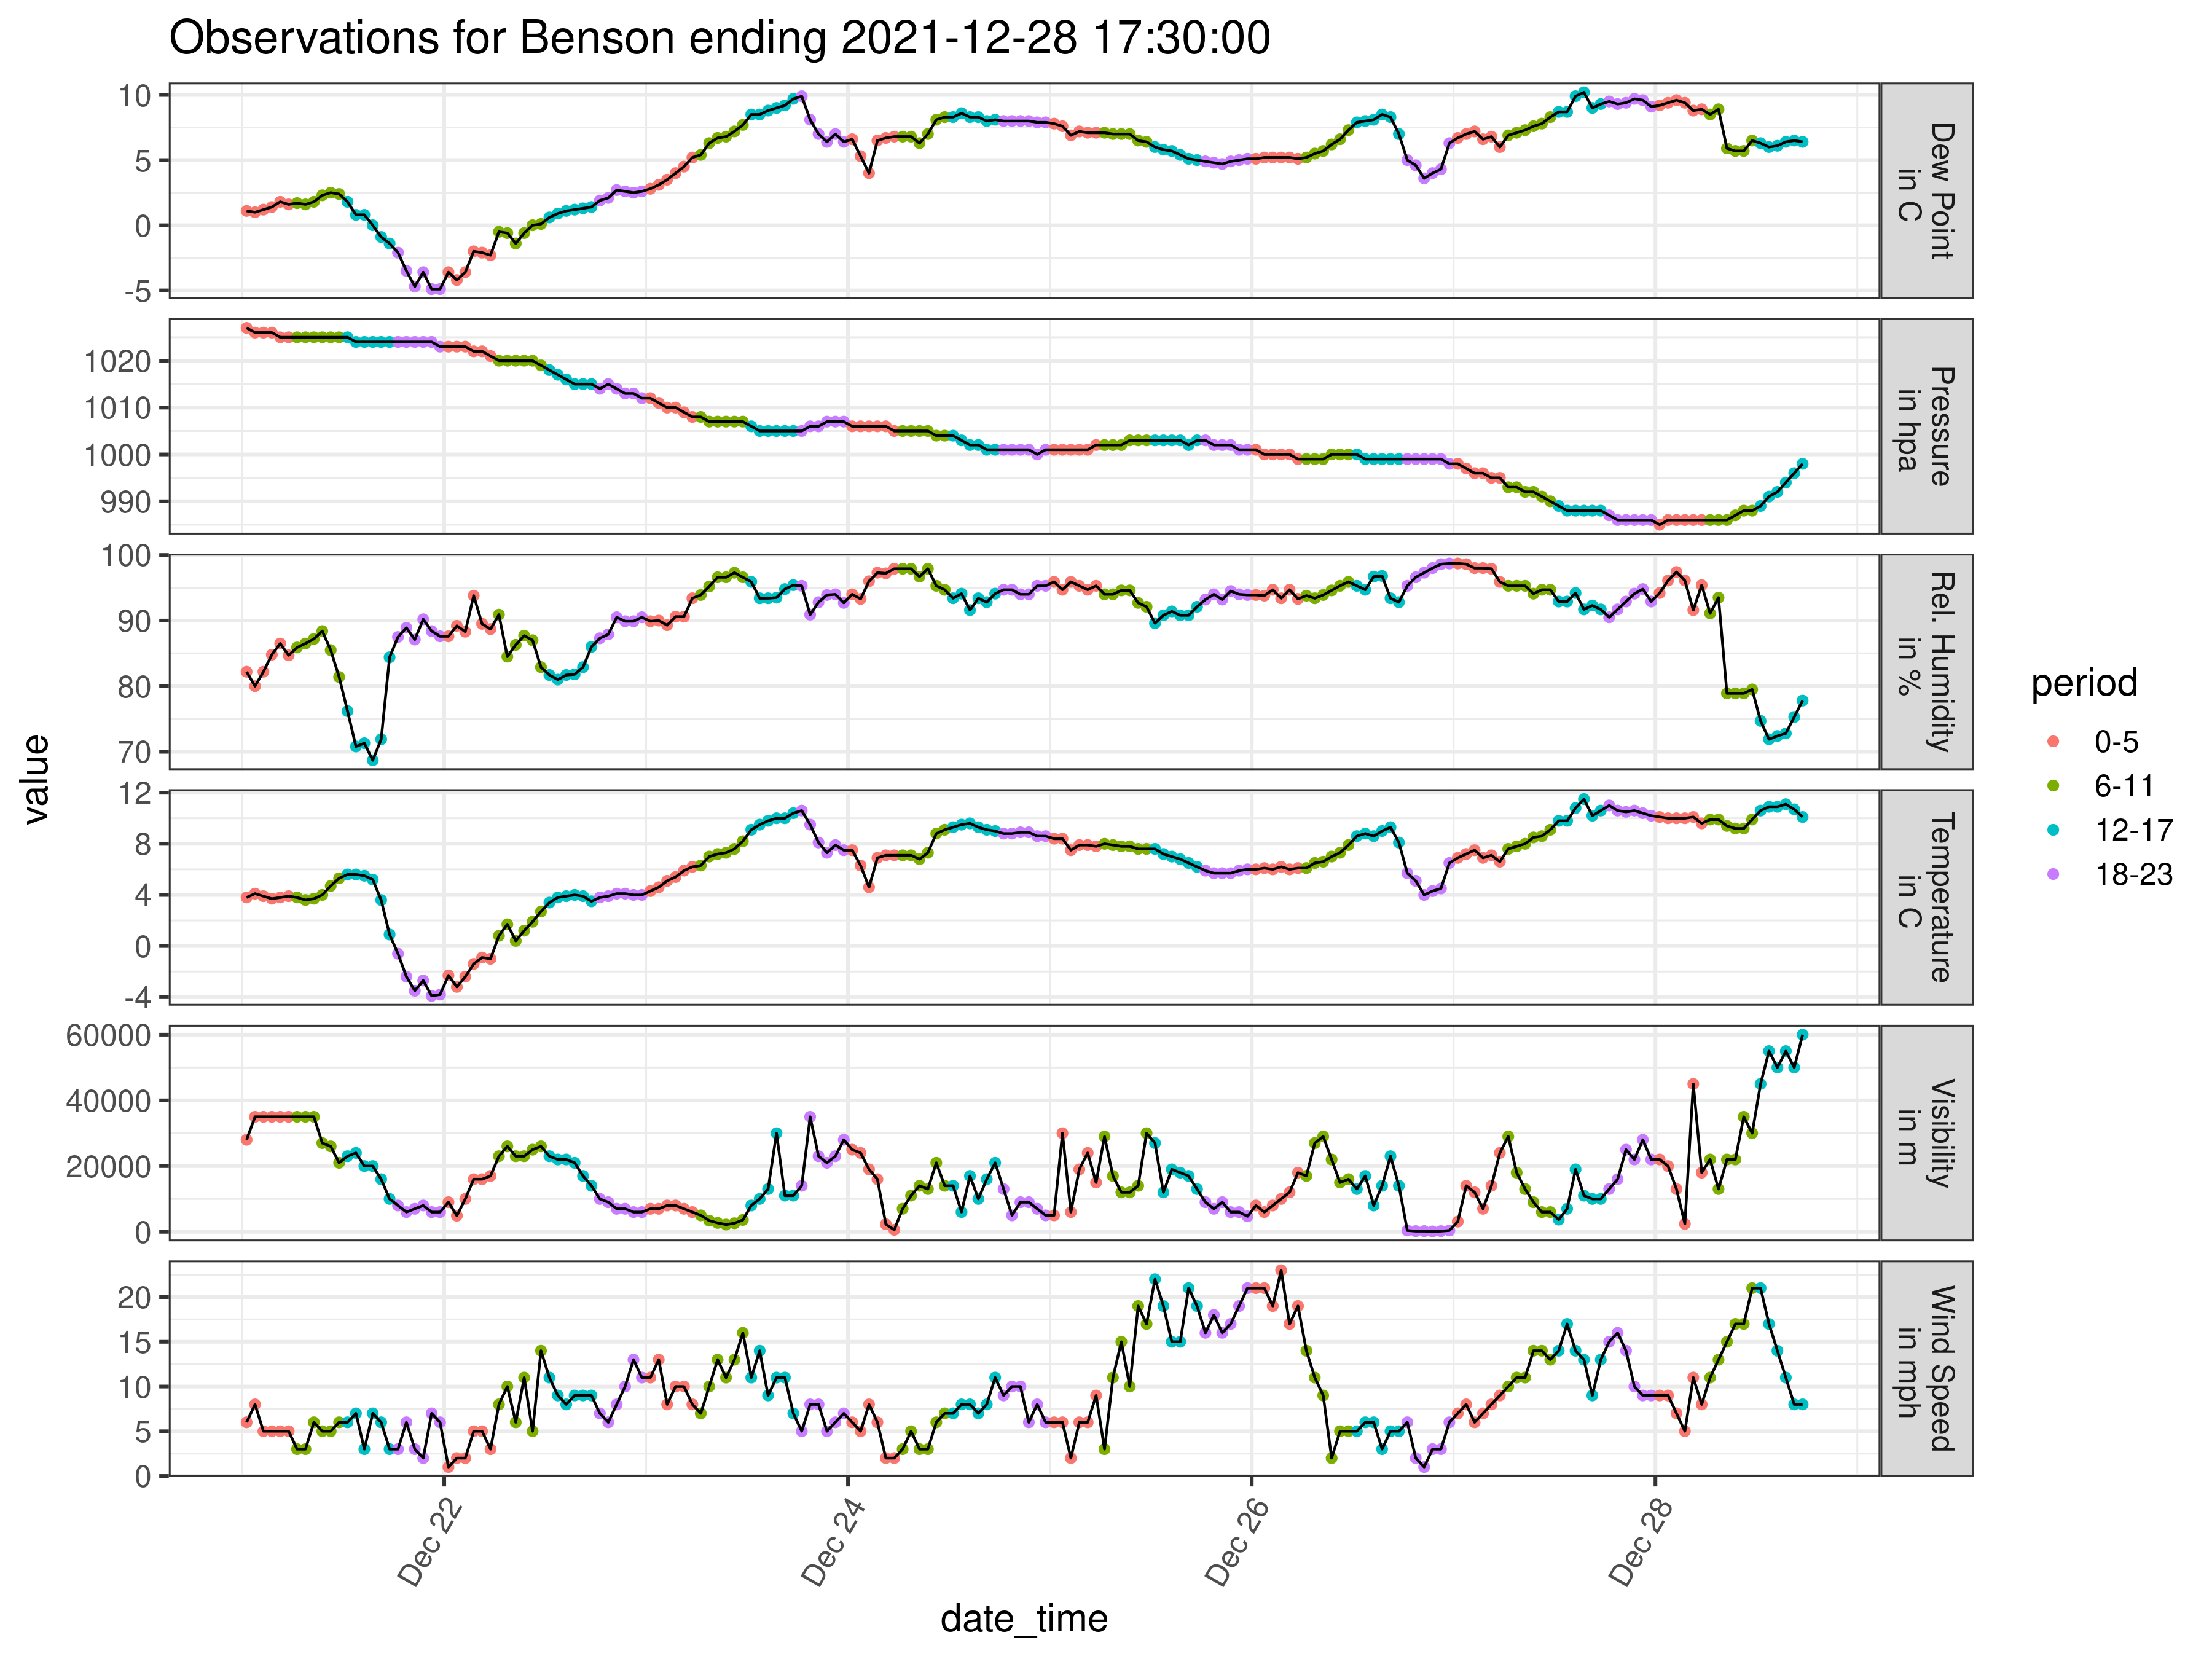 Observations for Benson ending 2021-12-28 17:30:00
value
10
5
0
-5
Dew Point
in C
1020
1010
1000
990
Pressure
in hpa
100
90
80
70
Rel. Humidity
in %
12
8
4
0
-4
Temperature
in C
60000
40000
20000
0
Visibility
in m
20
15
10
5
0
Wind Speed
in mph
Dec 22
Dec 24
Dec 26
Dec 28
date_time
period
0-5
6-11
12-17
18-23